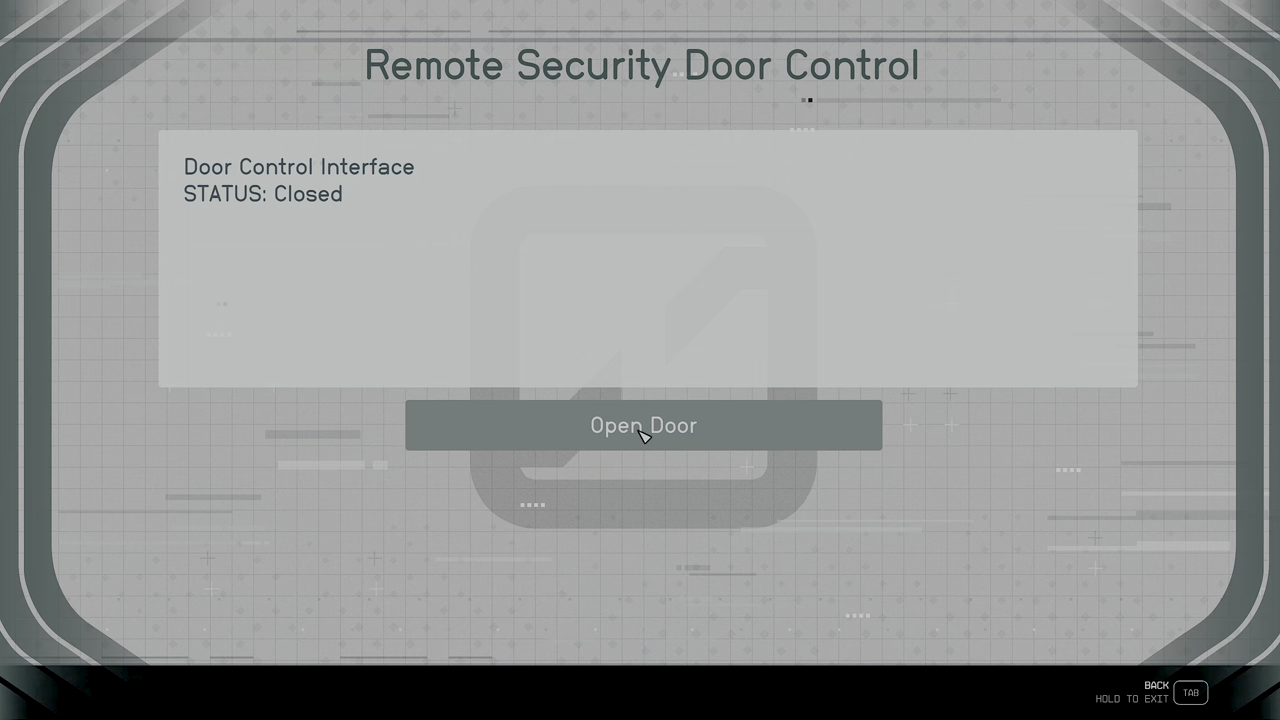 Remote Security Door Control
Door Control Interface
STATUS: Closed
Open Door
BACK
HOLD TO EXIT
TAB